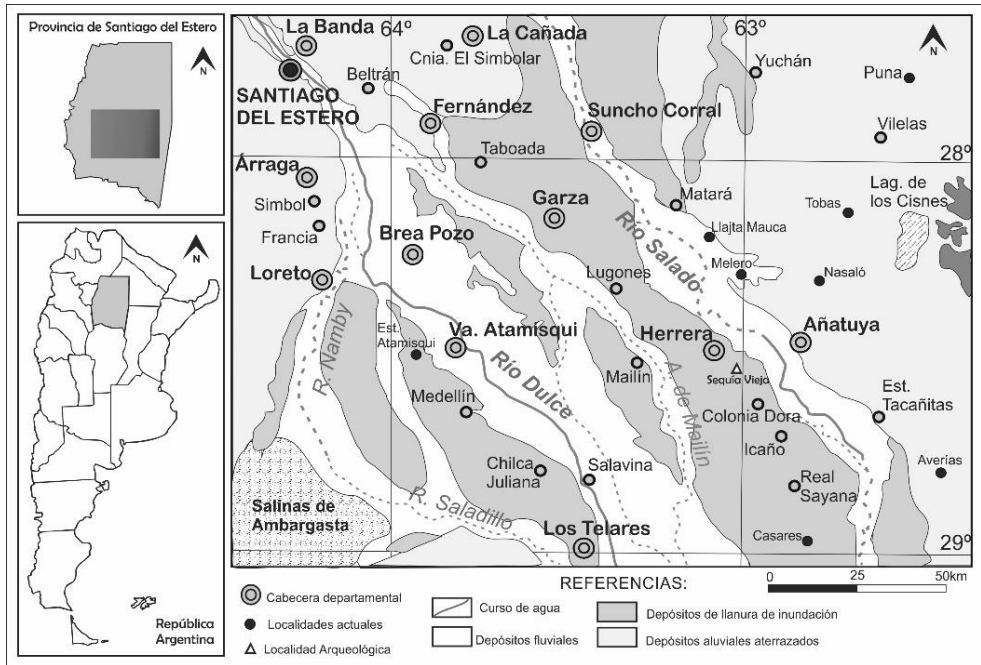 Provincia de Santiago del Estero
N
República
Argentina
N
64º
63º
28º
29º
La Banda
La Cañada
Cnia. El Simbolar
Beltrán
SANTIAGO
DEL ESTERO
Fernández
Suncho Corral
Yuchán
Puna
Vilelas
Taboada
Árraga
Simbol
Garza
Matará
Tobas
Lag. de
los Cisnes
Francia
Brea Pozo
Río Salado
Llajta Mauca
Melero
Nasaló
Loreto
Lugones
R. Namby
Est.
Atamisqui
Va. Atamisqui
Herrera
Añatuya
Río Dulce
Mailín
Sequía Vieja
Medellín
A. de Mailín
Colonia Dora
Est.
Tacañitas
Icaño
Chilca
Juliana
Salavina
Real
Sayana
Averías
Salinas de
Ambargasta
R. Saladillo
Los Telares
Casares
N
REFERENCIAS:
0 25 50km
Cabecera departamental
Localidades actuales
Localidad Arqueológica
Curso de agua
Depósitos fluviales
Depósitos de llanura de inundación
Depósitos aluviales aterrazados